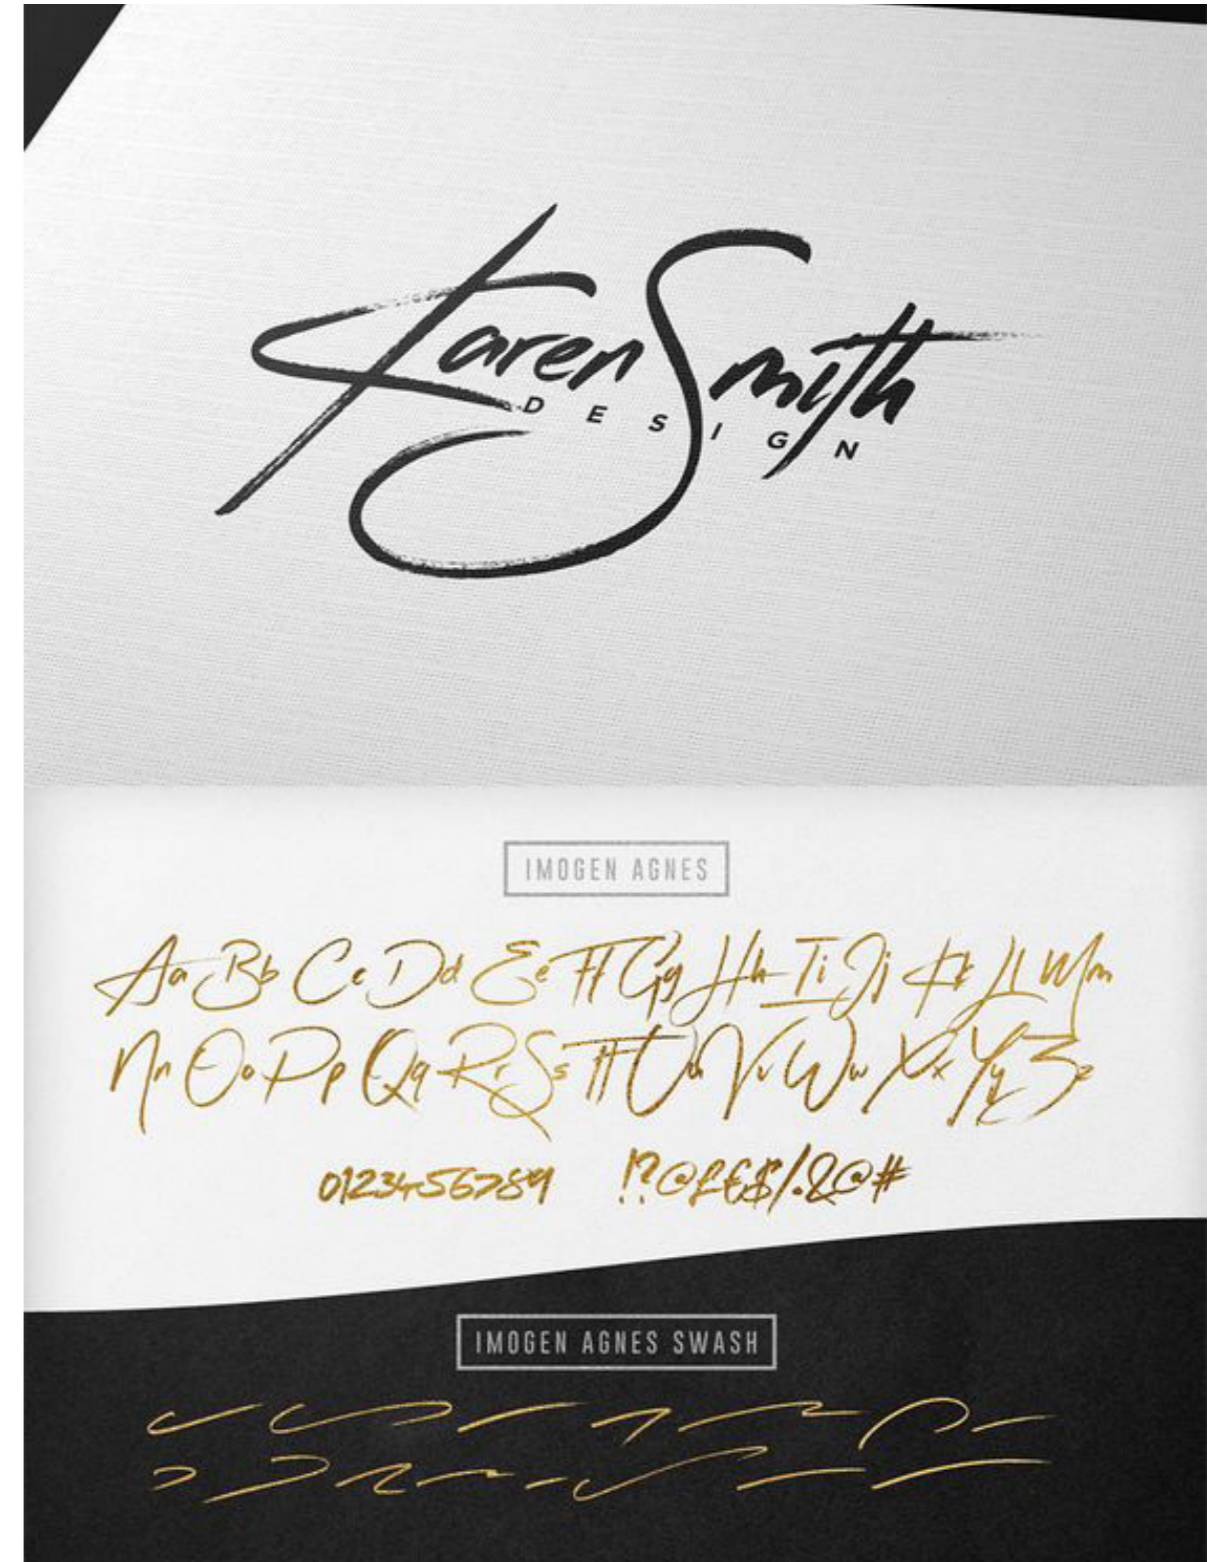 Karen Smith
DESIGN
IMOGEN AGNES
Aa Bb Cc Dd Ee Ff Gg Hh Ii Jj Kk Ll Mm
Nn Oo Pp Qq Rr Ss Tt Uu Vv Ww Xx Yy Zz
0123456789 !?@££$/.&@#
IMOGEN AGNES SWASH